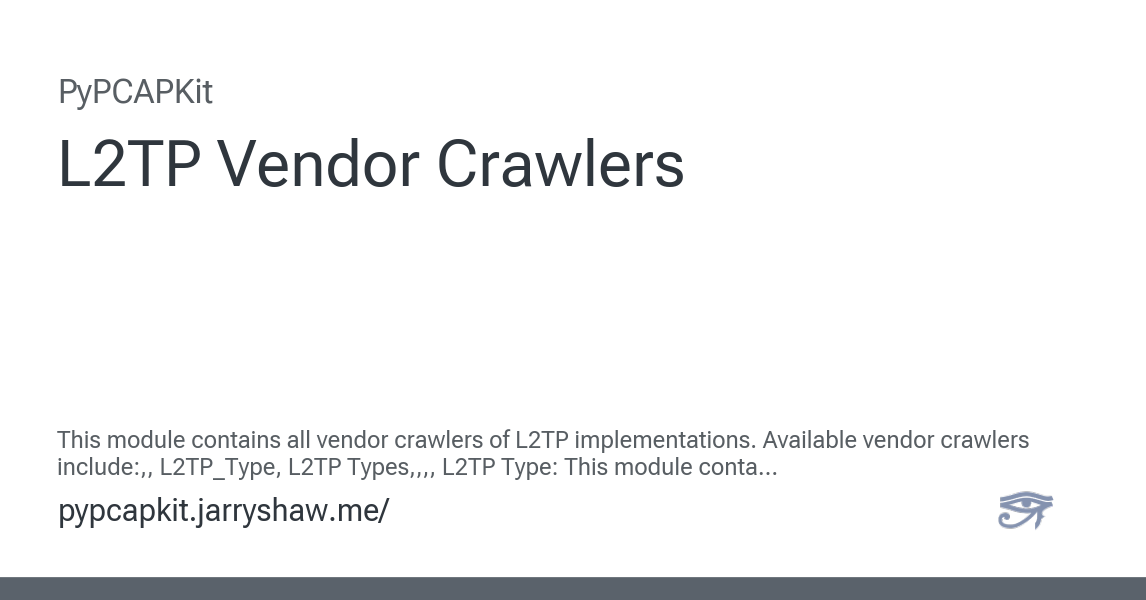 PyPCAPKit
L2TP Vendor Crawlers
This module contains all vendor crawlers of L2TP implementations. Available vendor crawlers
include:,, L2TP_Type, L2TP Types,,,, L2TP Type: This module conta...
pypcapkit.jarryshaw.me/